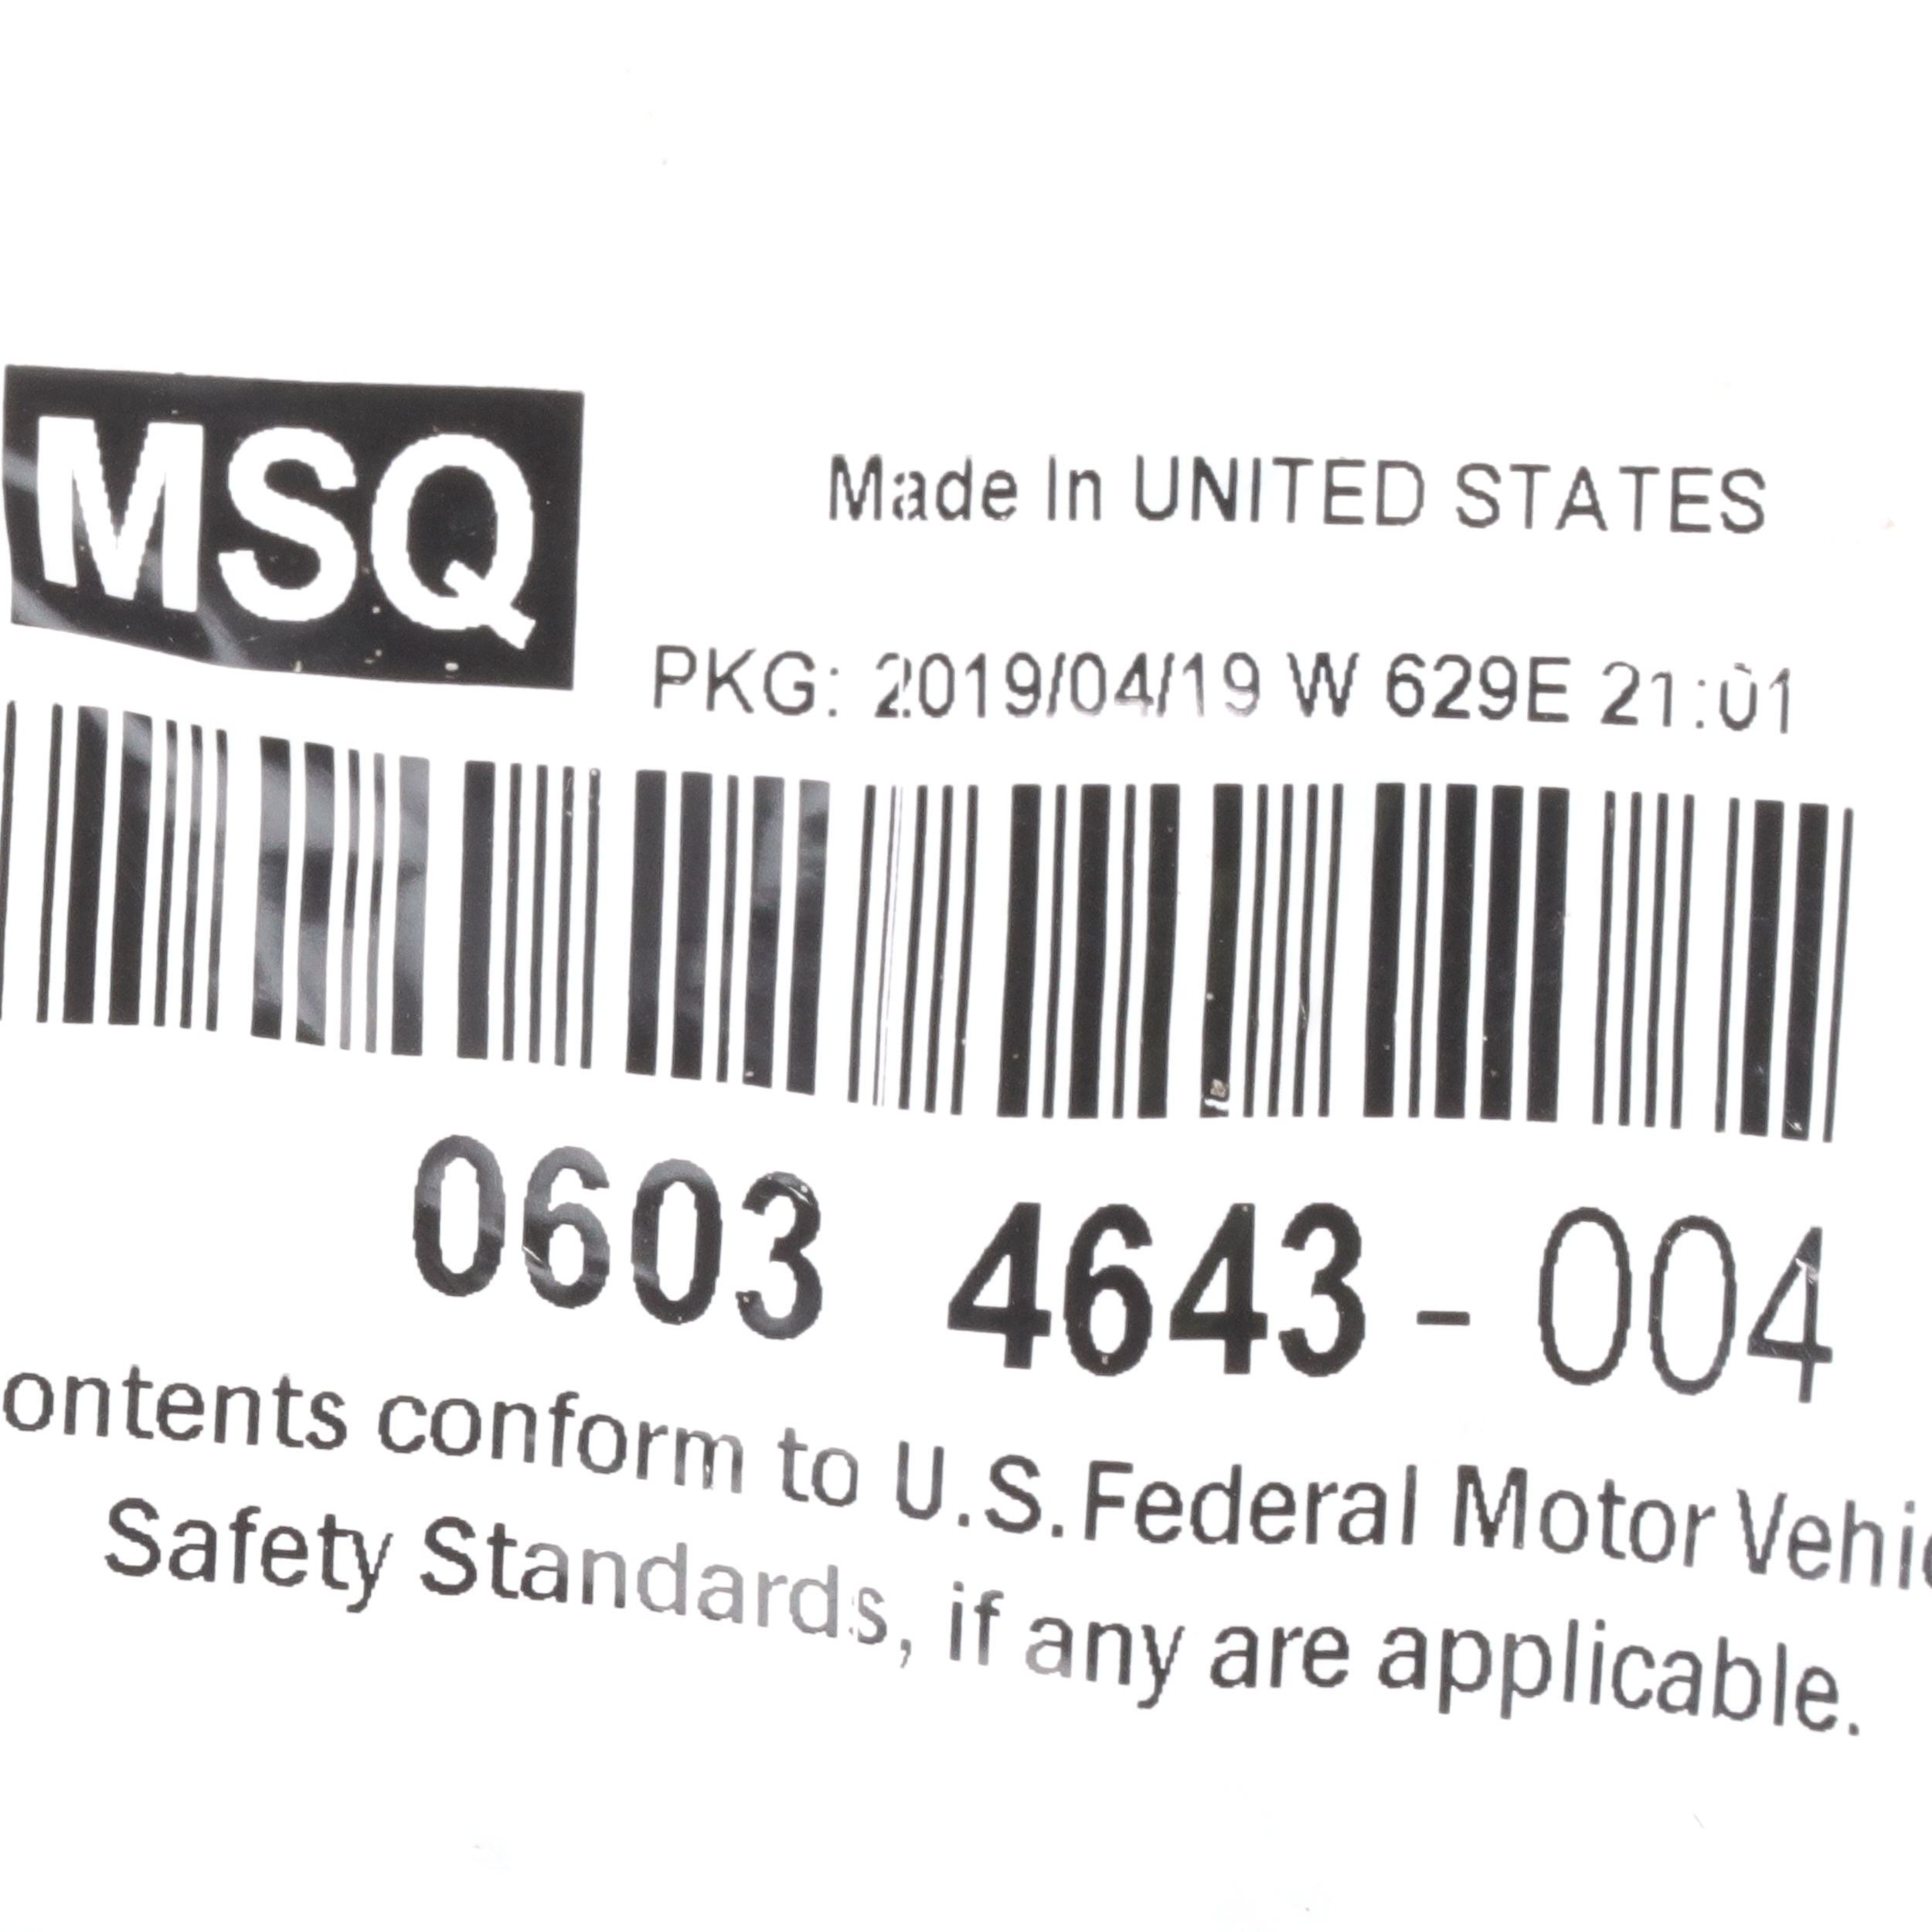 MSQ
Made In UNITED STATES
PKG: 2019/04/19 W 629E 21:01
0603 4643-004
ontents conform to U.S. Federal Motor Vehic
Safety Standards, if any are applicable.